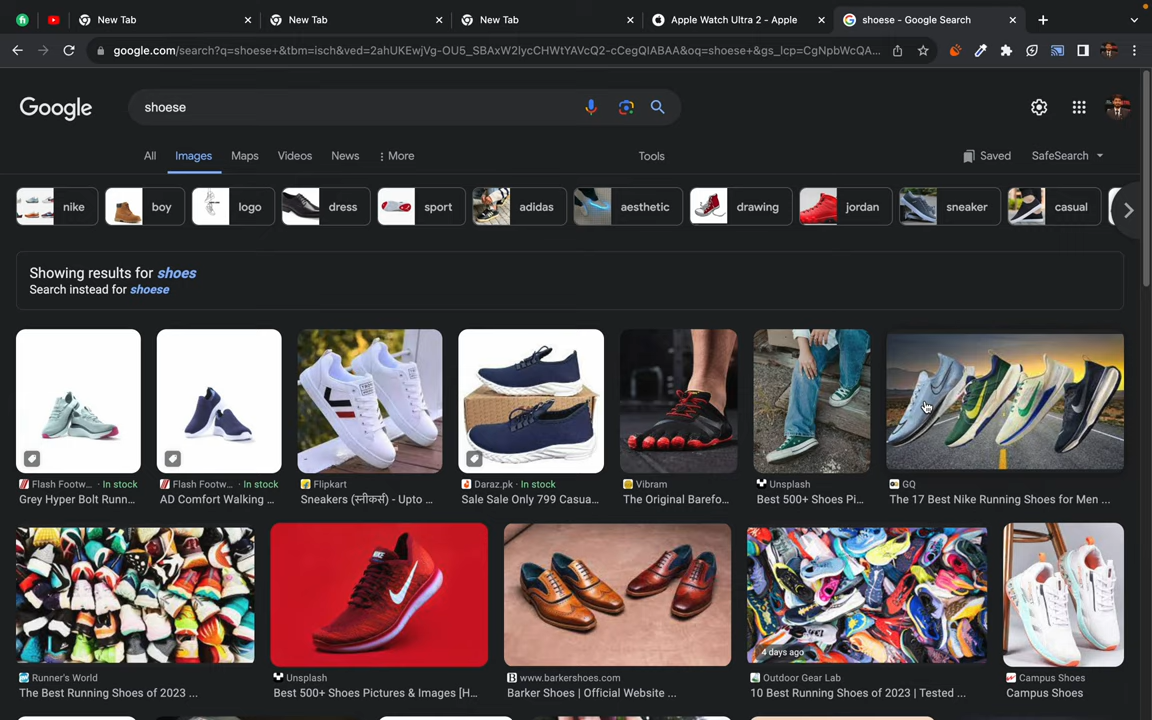 New Tab
New Tab
New Tab
Apple Watch Ultra 2 - Apple
shoese - Google Search
google.com/search?q=shoese+&tbm=isch&ved=2ahUKEwjVg-OU5_SBAxW2IycCHWtYAVcQ2-cCegQIABAA&oq=shoese+&gs_lcp=CgNpbWcQA...
Google
shoese
All
Images
Maps
Videos
News
More
Tools
Saved
SafeSearch
nike
boy
logo
dress
sport
adidas
aesthetic
drawing
jordan
sneaker
casual
Showing results for shoes
Search instead for shoese
Flash Footw... · In stock
Grey Hyper Bolt Runn...
Flash Footw... · In stock
AD Comfort Walking ...
Flipkart
Sneakers (स्नीकर्स) - Upto ...
Daraz.pk · In stock
Sale Sale Only 799 Casua...
Vibram
The Original Barefo...
Unsplash
Best 500+ Shoes Pi...
GQ
The 17 Best Nike Running Shoes for Men ...
Runner's World
The Best Running Shoes of 2023 ...
Unsplash
Best 500+ Shoes Pictures & Images [H...
www.barkershoes.com
Barker Shoes | Official Website ...
4 days ago
Outdoor Gear Lab
10 Best Running Shoes of 2023 | Tested ...
Campus Shoes
Campus Shoes